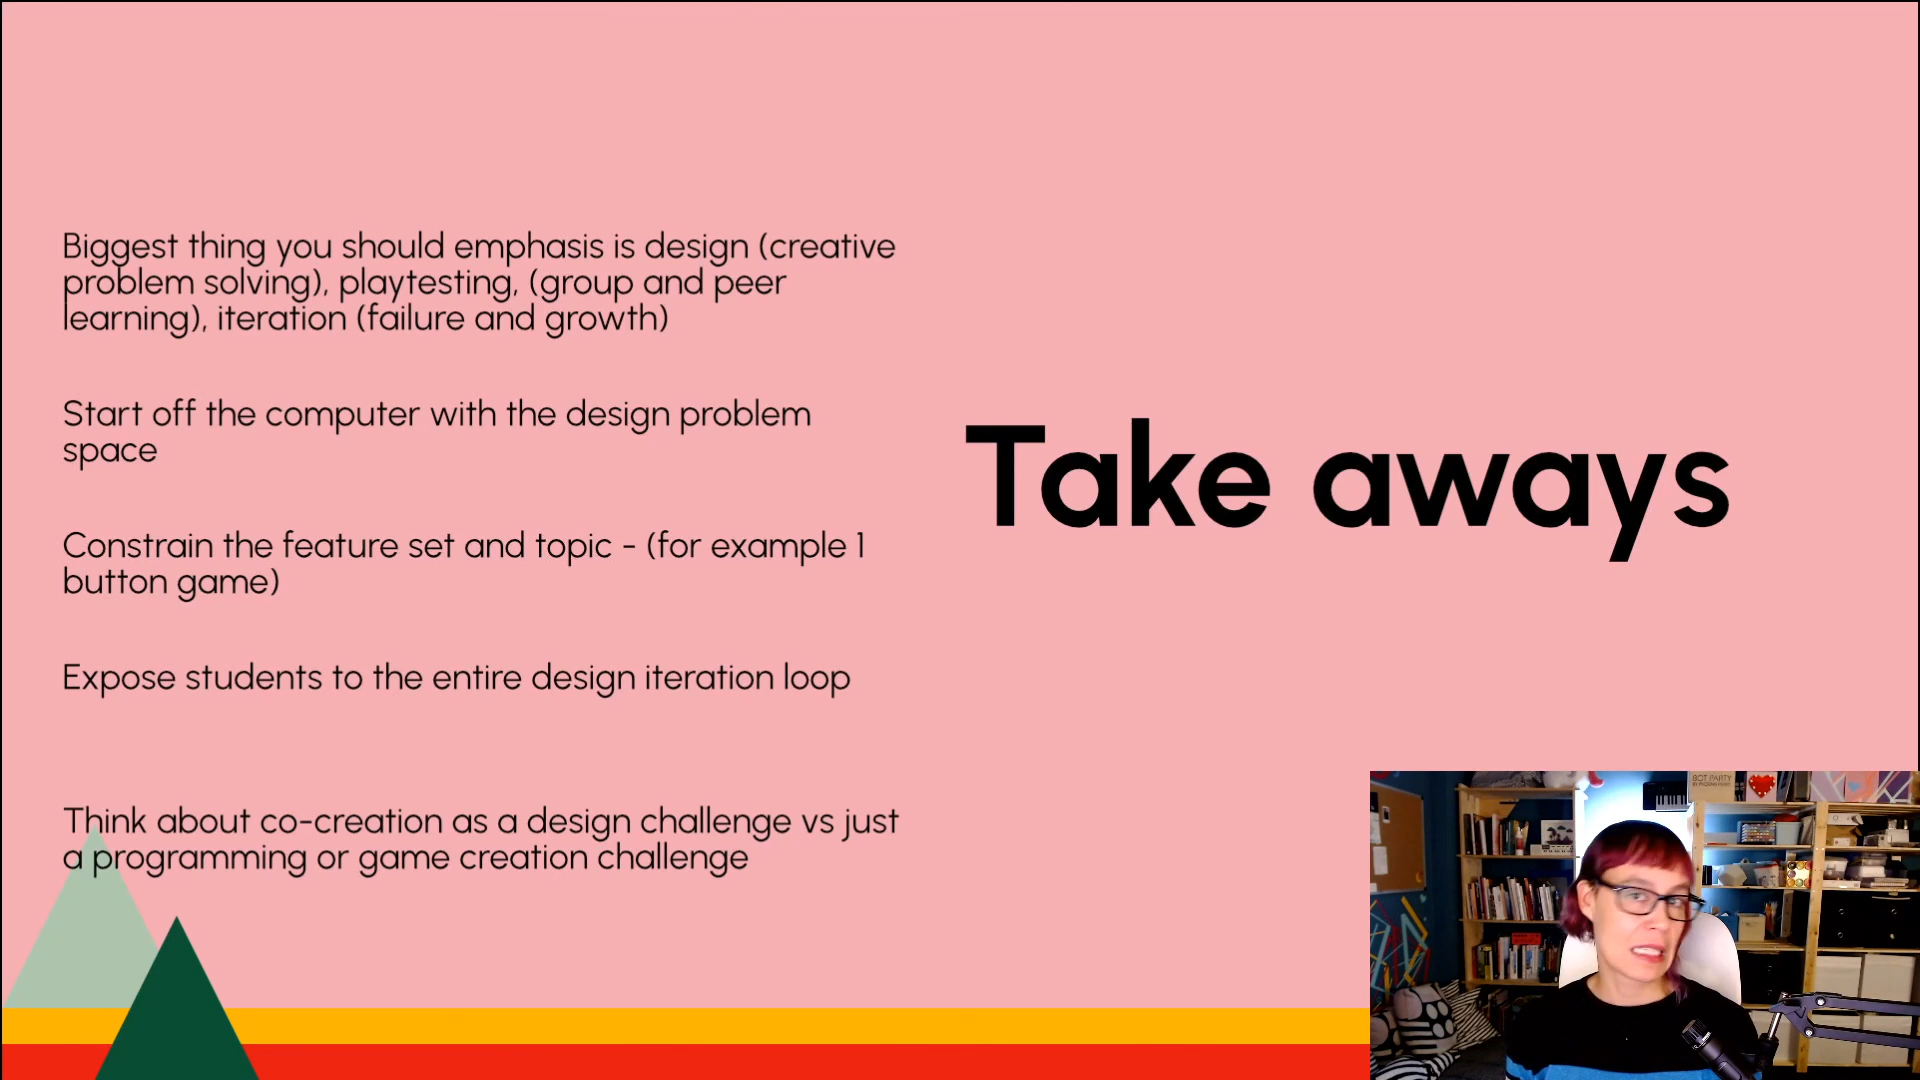 Biggest thing you should emphasis is design (creative
problem solving), playtesting, (group and peer
learning), iteration (failure and growth)
Start off the computer with the design problem
space
Constrain the feature set and topic - (for example 1
button game)
Expose students to the entire design iteration loop
Think about co-creation as a design challenge vs just
a programming or game creation challenge
Take aways
BOT PARTY